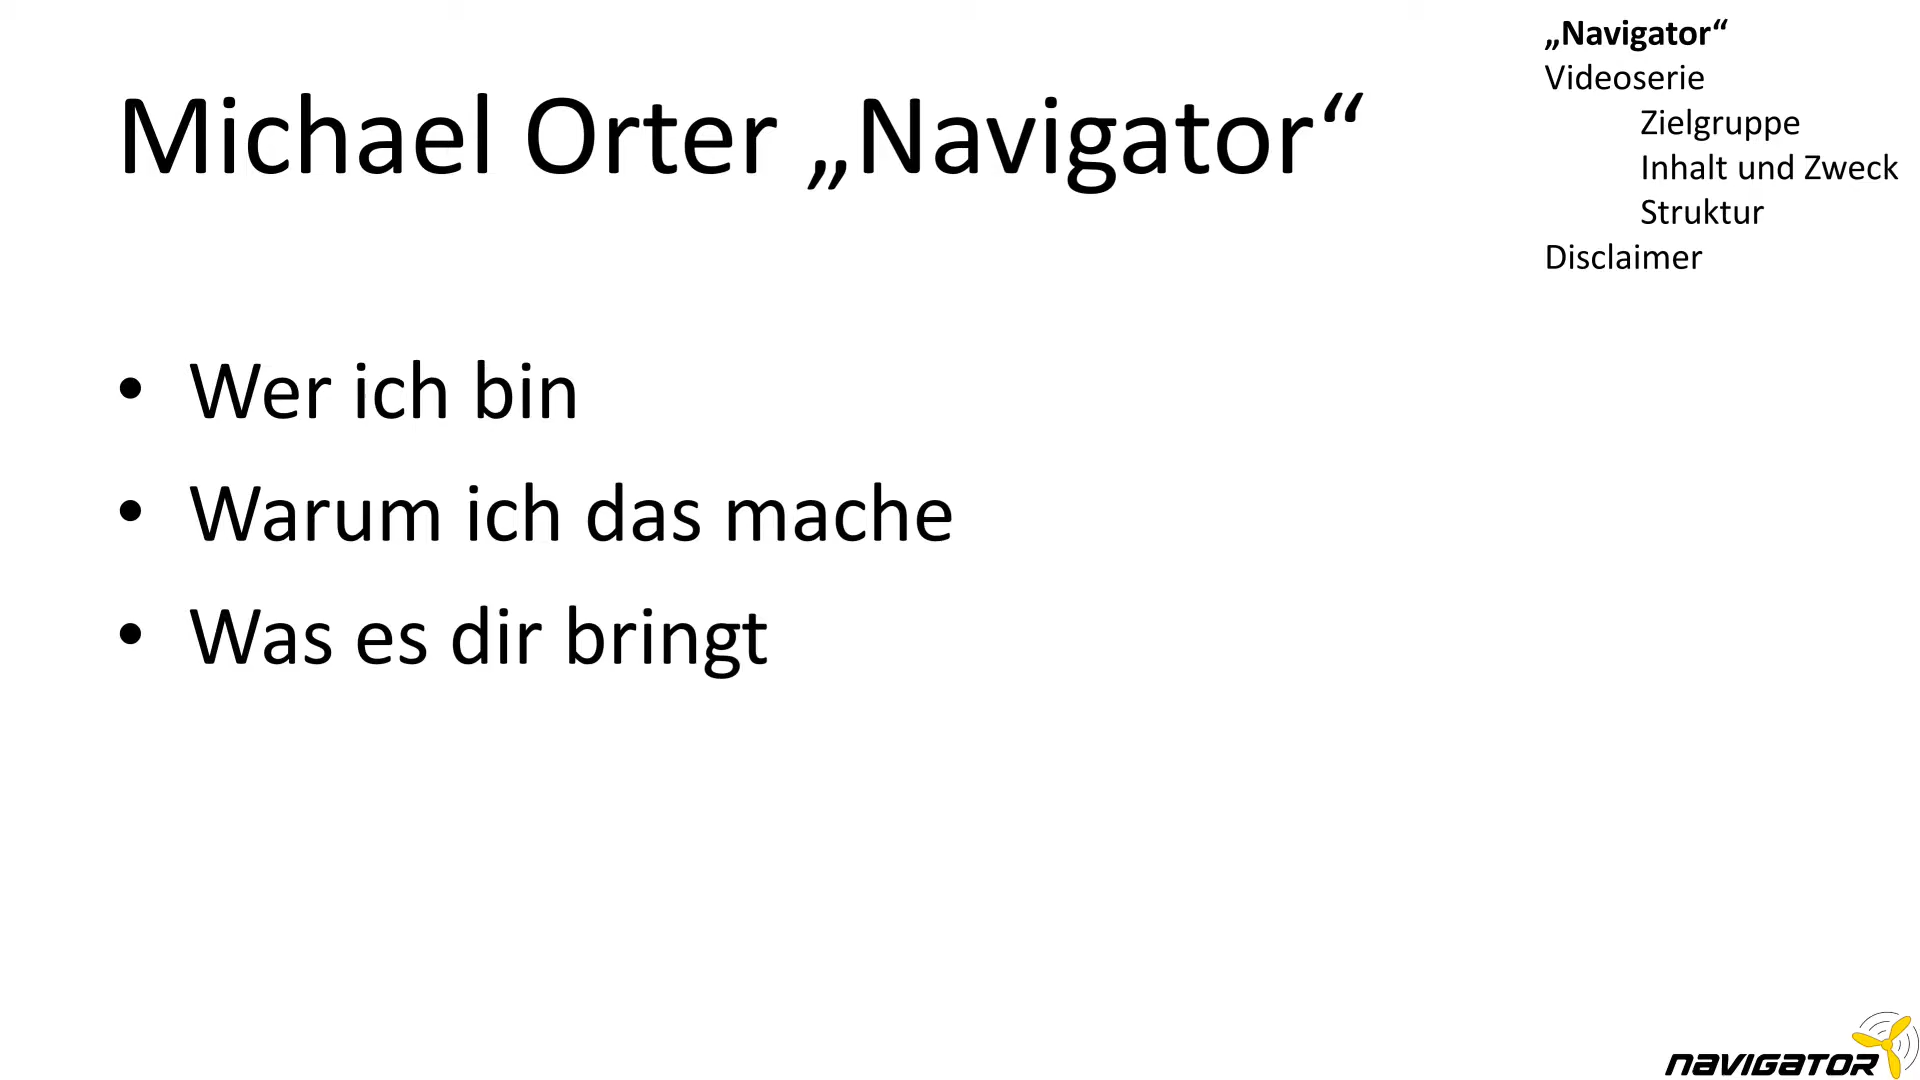 Michael Orter „Navigator“
„Navigator“
Videoserie
Zielgruppe
Inhalt und Zweck
Struktur
Disclaimer
• Wer ich bin
• Warum ich das mache
• Was es dir bringt
NAVIGATOR